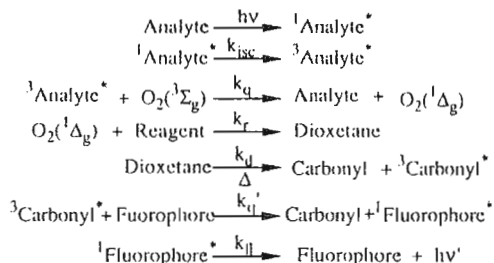 Analyte hν ¹Analyte*
¹Analyte* k_isc ³Analyte*
³Analyte* + O₂(³Σg) k_q Analyte + O₂(¹Δg)
O₂(¹Δg) + Reagent k_r Dioxetane
Dioxetane k_d Δ Carbonyl + ³Carbonyl*
³Carbonyl* + Fuorophore k_q' Carbonyl + ¹Fluorophore*
¹Fluorophore* k_fl Fluorophore + hν'